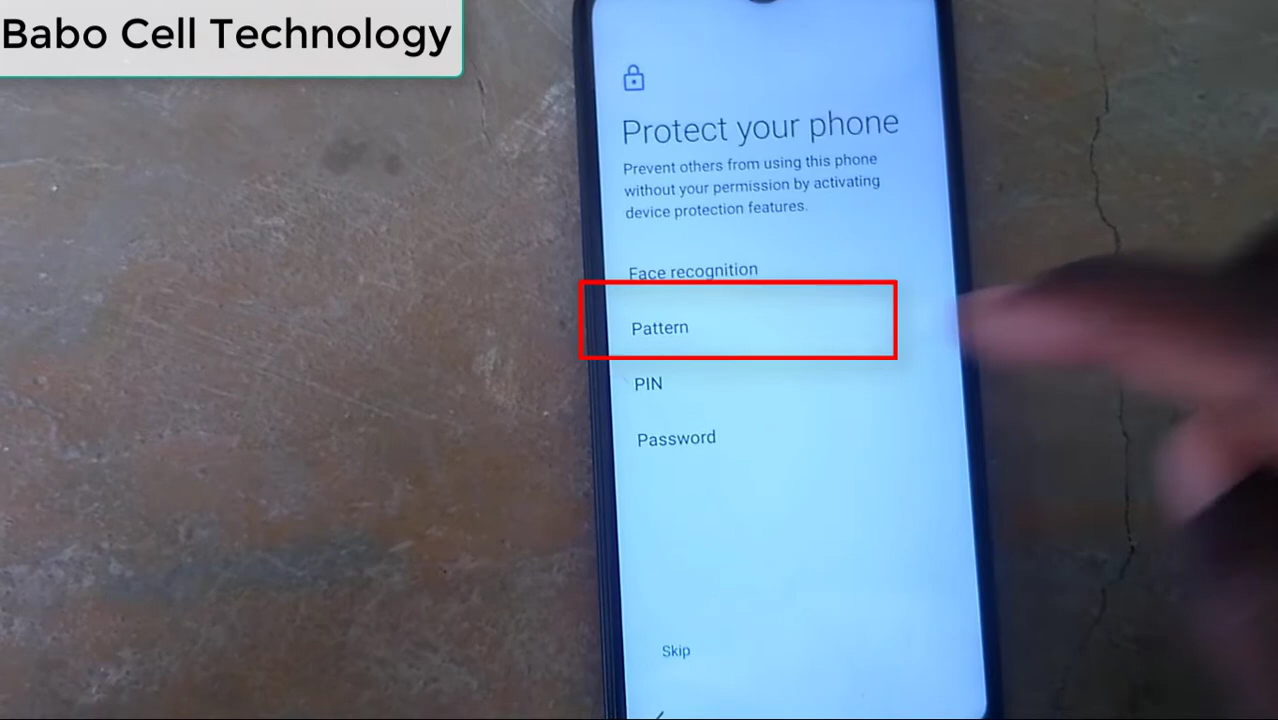 Babo Cell Technology
Protect your phone
Prevent others from using this phone
without your permission by activating
device protection features.
Face recognition
Pattern
PIN
Password
Skip